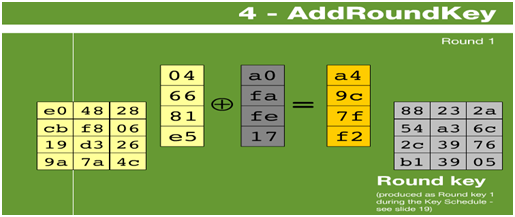 4 - AddRoundKey
Round 1
04 a0 a4
66 fa 9c
⊕ =
81 fe 7f
e5 17 f2
e0 48 28
cb f8 06
19 d3 26
9a 7a 4c
88 23 2a
54 a3 6c
2c 39 76
b1 39 05
Round key
(produced as Round key 1
during the Key Schedule -
see slide 19)